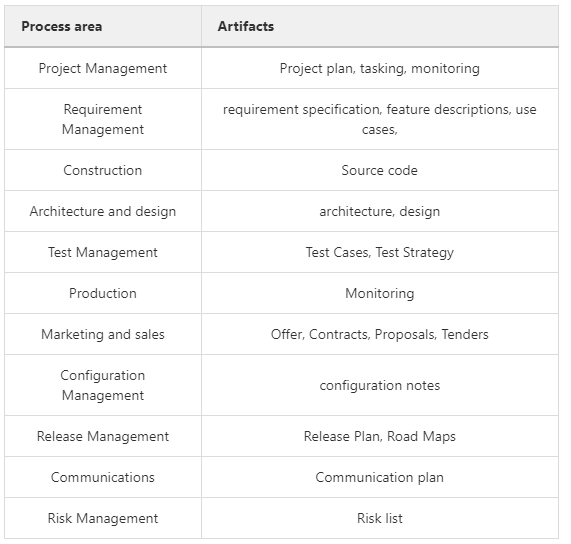 Process area Artifacts
Project Management Project plan, tasking, monitoring
Requirement
Management
requirement specification, feature descriptions, use
cases,
Construction Source code
Architecture and design architecture, design
Test Management Test Cases, Test Strategy
Production Monitoring
Marketing and sales Offer, Contracts, Proposals, Tenders
Configuration
Management
configuration notes
Release Management Release Plan, Road Maps
Communications Communication plan
Risk Management Risk list